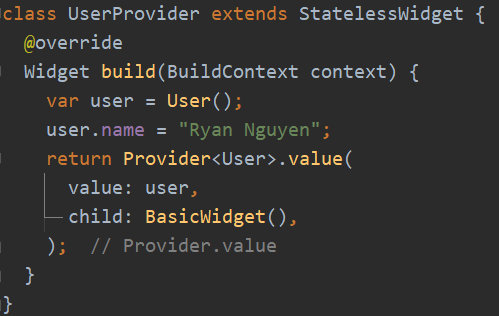 class UserProvider extends StatelessWidget {
  @override
  Widget build(BuildContext context) {
    var user = User();
    user.name = "Ryan Nguyen";
    return Provider<User>.value(
      value: user,
      child: BasicWidget(),
    );  // Provider.value
  }
}